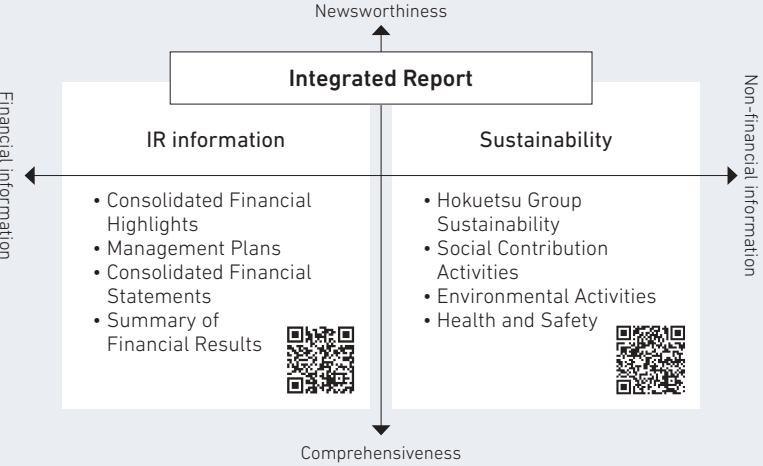 Newsworthiness
Integrated Report
Financial information
Non-financial information
IR information
• Consolidated Financial
Highlights
• Management Plans
• Consolidated Financial
Statements
• Summary of
Financial Results
Sustainability
• Hokuetsu Group
Sustainability
• Social Contribution
Activities
• Environmental Activities
• Health and Safety
Comprehensiveness